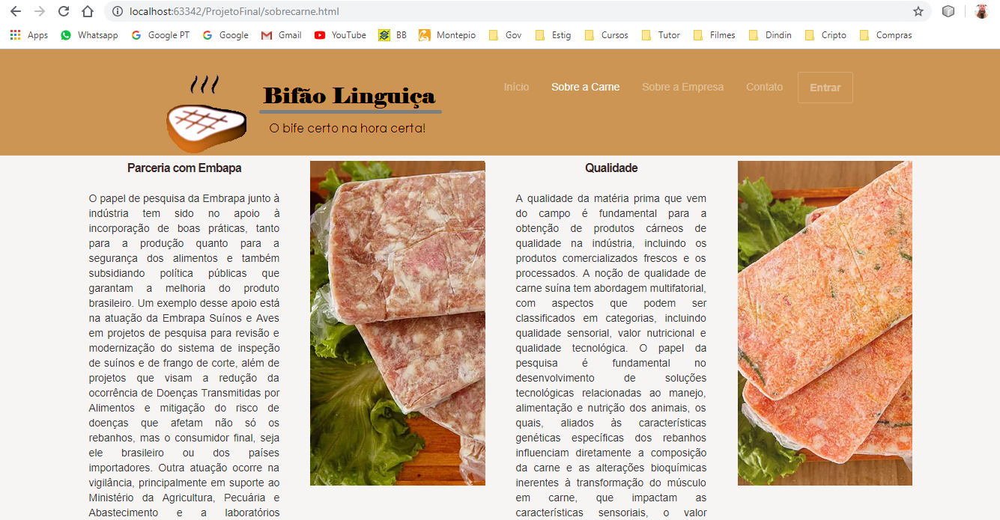 localhost:63342/ProjetoFinal/sobrecarne.html
Apps Whatsapp Google PT Google Gmail YouTube BB Montepio Gov Estig Cursos Tutor Filmes Dindin Cripto Compras
Bifão Linguiça
O bife certo na hora certa!
Início Sobre a Carne Sobre a Empresa Contato Entrar
Parceria com Embapa
O papel de pesquisa da Embrapa junto à
indústria tem sido no apoio à
incorporação de boas práticas, tanto
para a produção quanto para a
segurança dos alimentos e também
subsidiando política públicas que
garantam a melhoria do produto
brasileiro. Um exemplo desse apoio está
na atuação da Embrapa Suínos e Aves
em projetos de pesquisa para revisão e
modernização do sistema de inspeção
de suínos e de frango de corte, além de
projetos que visam a redução da
ocorrência de Doenças Transmitidas por
Alimentos e mitigação do risco de
doenças que afetam não só os
rebanhos, mas o consumidor final, seja
ele brasileiro ou dos países
importadores. Outra atuação ocorre na
vigilância, principalmente em suporte ao
Ministério da Agricultura, Pecuária e
Abastecimento e a laboratórios
Qualidade
A qualidade da matéria prima que vem
do campo é fundamental para a
obtenção de produtos cárneos de
qualidade na indústria, incluindo os
produtos comercializados frescos e os
processados. A noção de qualidade de
carne suína tem abordagem multifatorial,
com aspectos que podem ser
classificados em categorias, incluindo
qualidade sensorial, valor nutricional e
qualidade tecnológica. O papel da
pesquisa é fundamental no
desenvolvimento de soluções
tecnológicas relacionadas ao manejo,
alimentação e nutrição dos animais, os
quais, aliados às características
genéticas específicas dos rebanhos
influenciam diretamente a composição
da carne e as alterações bioquímicas
inerentes à transformação do músculo
em carne, que impactam as
características sensoriais, o valor